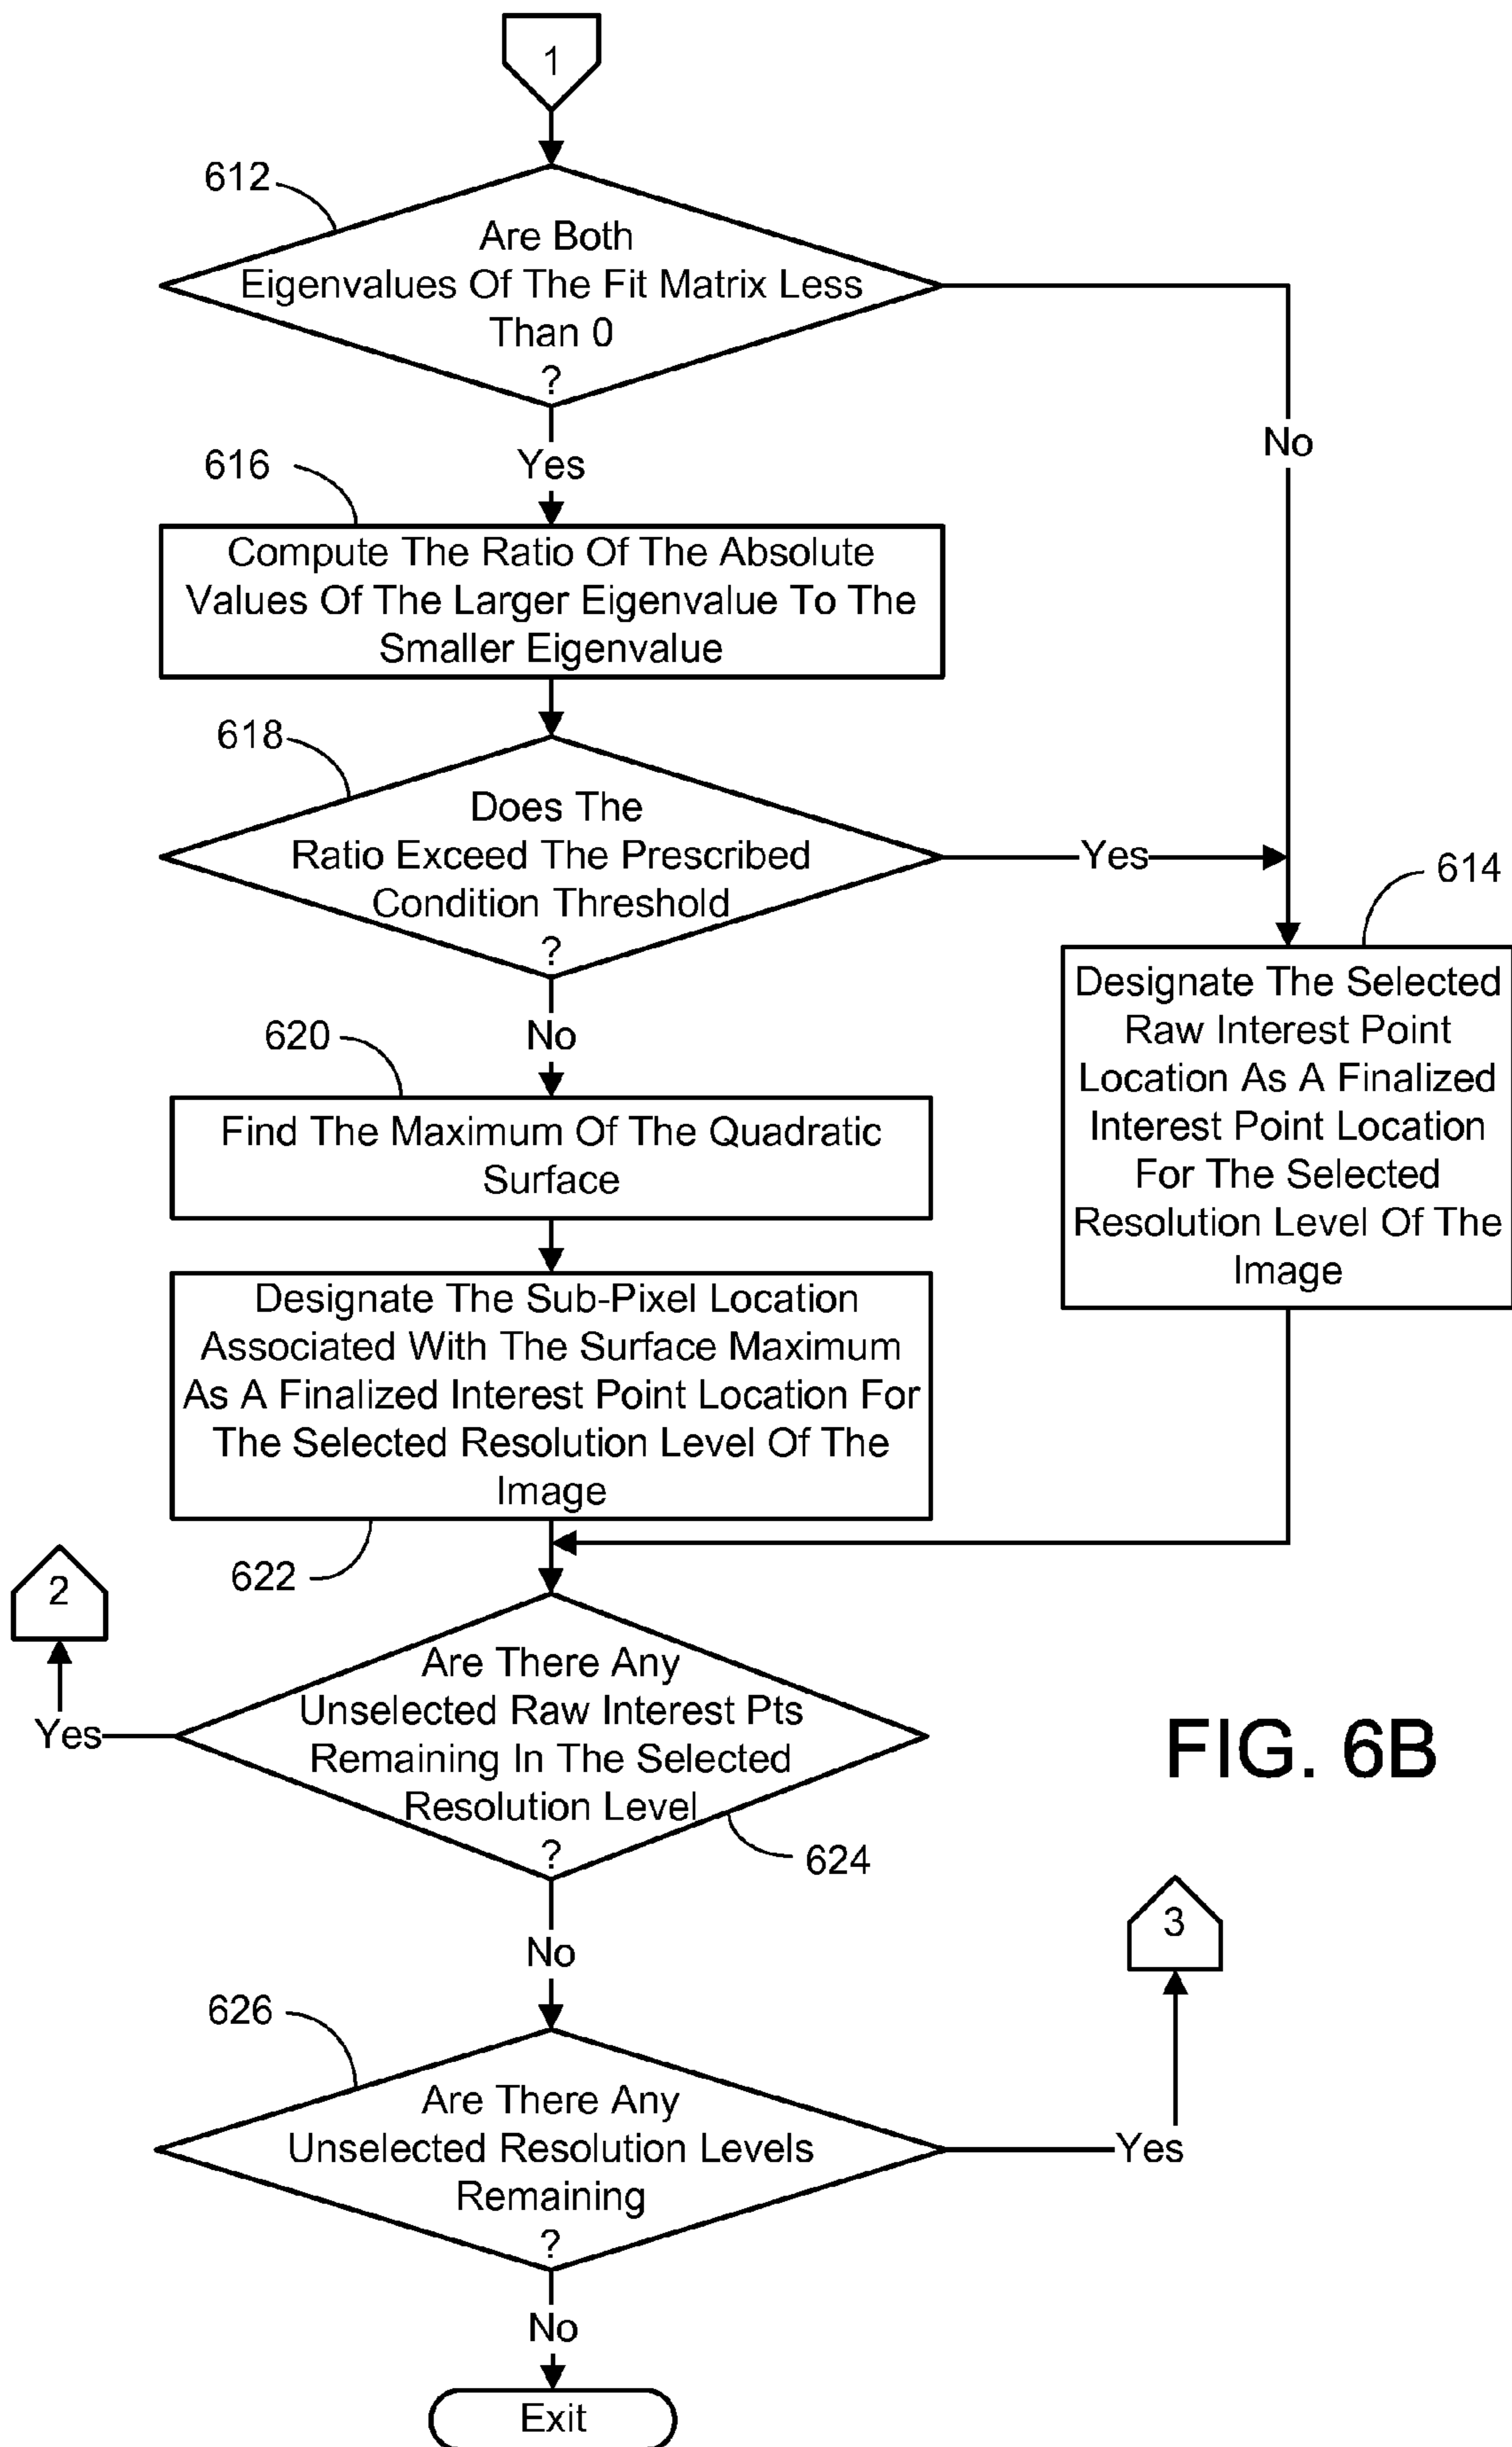 1
612
Are Both
Eigenvalues Of The Fit Matrix Less
Than 0
?
No
616
Yes
Compute The Ratio Of The Absolute
Values Of The Larger Eigenvalue To The
Smaller Eigenvalue
618
Does The
Ratio Exceed The Prescribed
Condition Threshold
?
Yes
614
Designate The Selected
Raw Interest Point
Location As A Finalized
Interest Point Location
For The Selected
Resolution Level Of The
Image
620
No
Find The Maximum Of The Quadratic
Surface
Designate The Sub-Pixel Location
Associated With The Surface Maximum
As A Finalized Interest Point Location For
The Selected Resolution Level Of The
Image
622
2
Yes
Are There Any
Unselected Raw Interest Pts
Remaining In The Selected
Resolution Level
?
624
FIG. 6B
No
3
626
Are There Any
Unselected Resolution Levels
Remaining
?
Yes
No
Exit